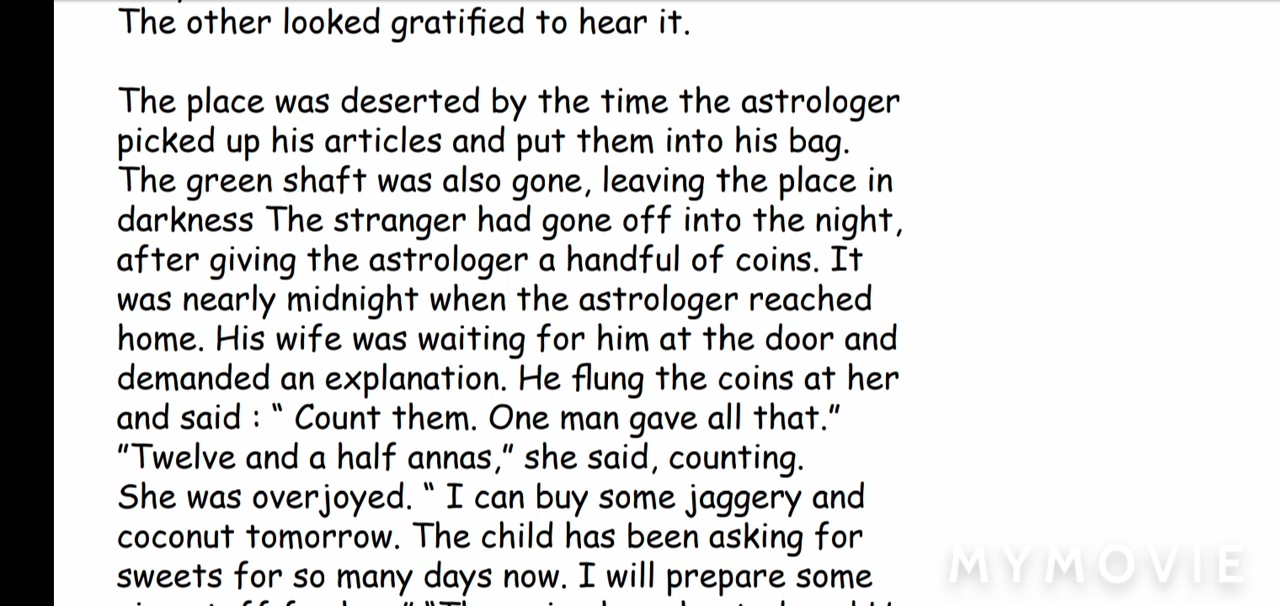 The other looked gratified to hear it.
The place was deserted by the time the astrologer
picked up his articles and put them into his bag.
The green shaft was also gone, leaving the place in
darkness The stranger had gone off into the night,
after giving the astrologer a handful of coins. It
was nearly midnight when the astrologer reached
home. His wife was waiting for him at the door and
demanded an explanation. He flung the coins at her
and said : “ Count them. One man gave all that.”
”Twelve and a half annas,” she said, counting.
She was overjoyed. “ I can buy some jaggery and
coconut tomorrow. The child has been asking for
sweets for so many days now. I will prepare some
MYMOVIE